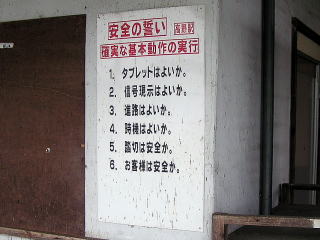 安全の誓い
確実な基本動作の実行
1. タブレットはよいか。
2.信号現示はよいか。
3. 進路はよいか。
4. 時機はよいか。
5. 踏切は安全か。
6. お客様は安全か。